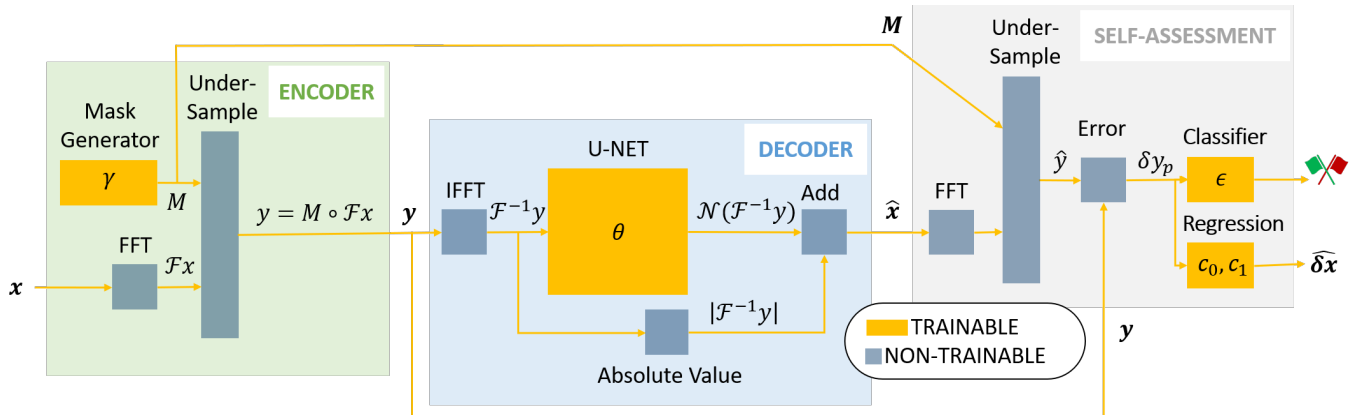 ENCODER
Mask
Generator
γ
M
Under-
Sample
FFT
ℱx
x
y = M ∘ ℱx
y
DECODER
IFFT
ℱ⁻¹y
U-NET
θ
𝒩(ℱ⁻¹y)
Add
|ℱ⁻¹y|
Absolute Value
x̂
SELF-ASSESSMENT
M
Under-
Sample
FFT
ŷ
Error
δy_p
Classifier
ϵ
Regression
c₀, c₁
δx̂
y
TRAINABLE
NON-TRAINABLE